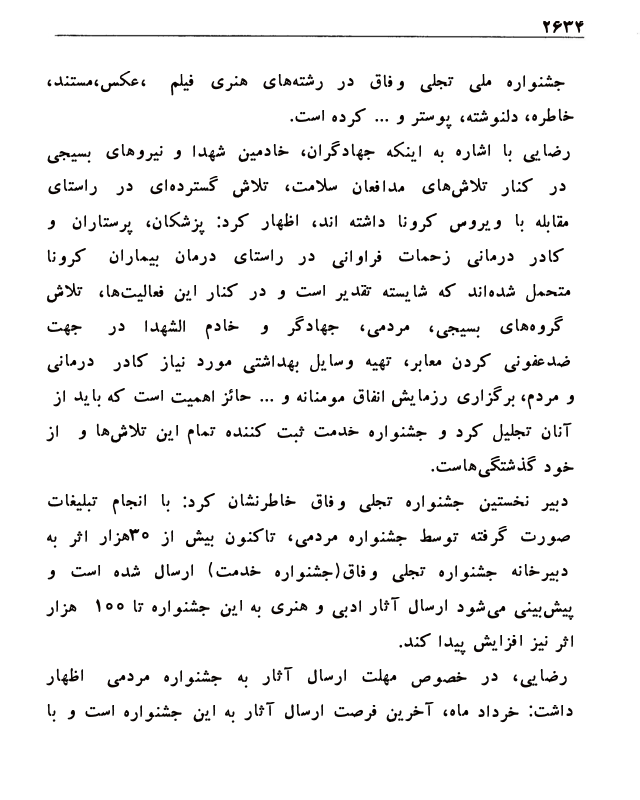 ۲۶۳۴
جشنواره ملی تجلی وفاق در رشته‌های هنری فیلم ،عکس،مستند،
خاطره، دلنوشته، پوستر و ... کرده است.
رضایی با اشاره به اینکه جهادگران، خادمین شهدا و نیروهای بسیجی
در کنار تلاش‌های مدافعان سلامت، تلاش گسترده‌ای در راستای
مقابله با ویروس کرونا داشته اند، اظهار کرد: پزشکان، پرستاران و
کادر درمانی زحمات فراوانی در راستای درمان بیماران کرونا
متحمل شده‌اند که شایسته تقدیر است و در کنار این فعالیت‌ها، تلاش
گروه‌های بسیجی، مردمی، جهادگر و خادم الشهدا در جهت
ضدعفونی کردن معابر، تهیه وسایل بهداشتی مورد نیاز کادر درمانی
و مردم، برگزاری رزمایش انفاق مومنانه و ... حائز اهمیت است که باید از
آنان تجلیل کرد و جشنواره خدمت ثبت کننده تمام این تلاش‌ها و از
خود گذشتگی‌هاست.
دبیر نخستین جشنواره تجلی وفاق خاطرنشان کرد: با انجام تبلیغات
صورت گرفته توسط جشنواره مردمی، تاکنون بیش از ۳۰هزار اثر به
دبیرخانه جشنواره تجلی وفاق(جشنواره خدمت) ارسال شده است و
پیش‌بینی می‌شود ارسال آثار ادبی و هنری به این جشنواره تا ۱۰۰ هزار
اثر نیز افزایش پیدا کند.
رضایی، در خصوص مهلت ارسال آثار به جشنواره مردمی اظهار
داشت: خرداد ماه، آخرین فرصت ارسال آثار به این جشنواره است و با